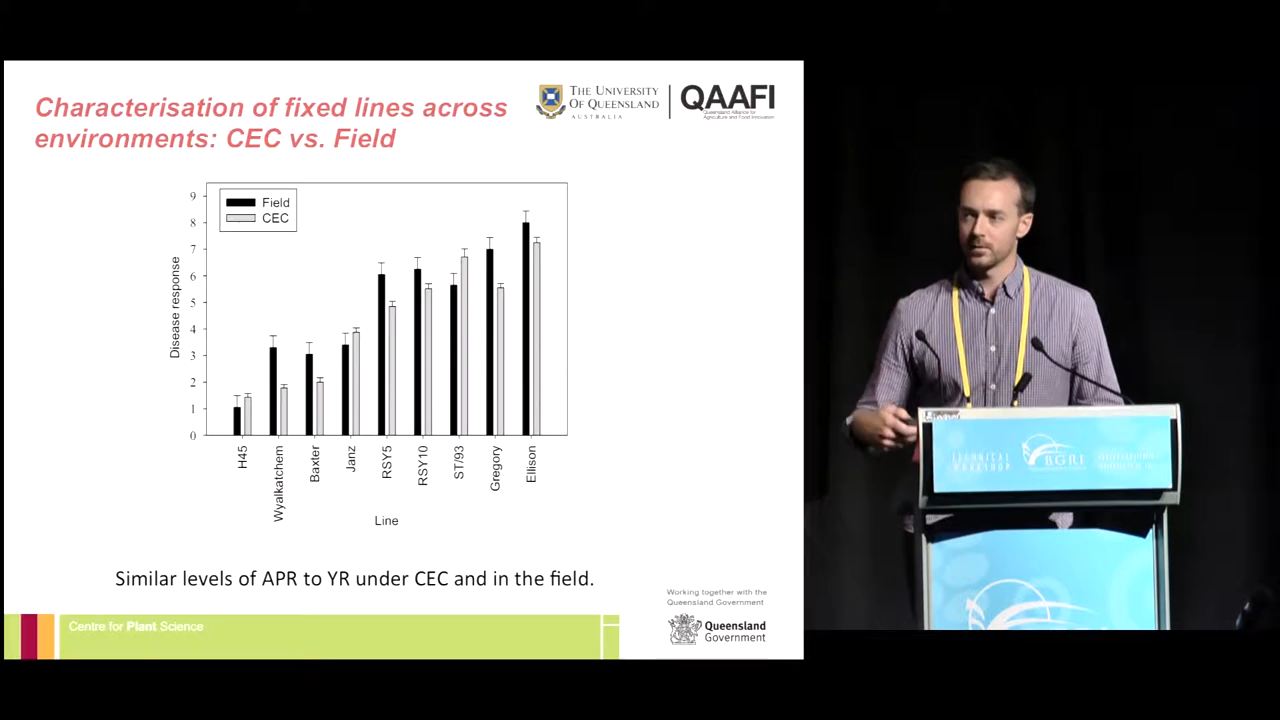 Characterisation of fixed lines across
environments: CEC vs. Field
THE UNIVERSITY
OF QUEENSLAND
AUSTRALIA
QAAFI
Queensland Alliance for
Agriculture and Food Innovation
Field
CEC
9
8
7
6
5
4
3
2
1
0
Disease response
H45
Wyalkatchem
Baxter
Janz
RSY5
RSY10
ST/93
Gregory
Ellison
Line
Similar levels of APR to YR under CEC and in the field.
Working together with the
Queensland Government
Centre for Plant Science
Queensland
Government
TECHNICAL
WORKSHOP
BGRI